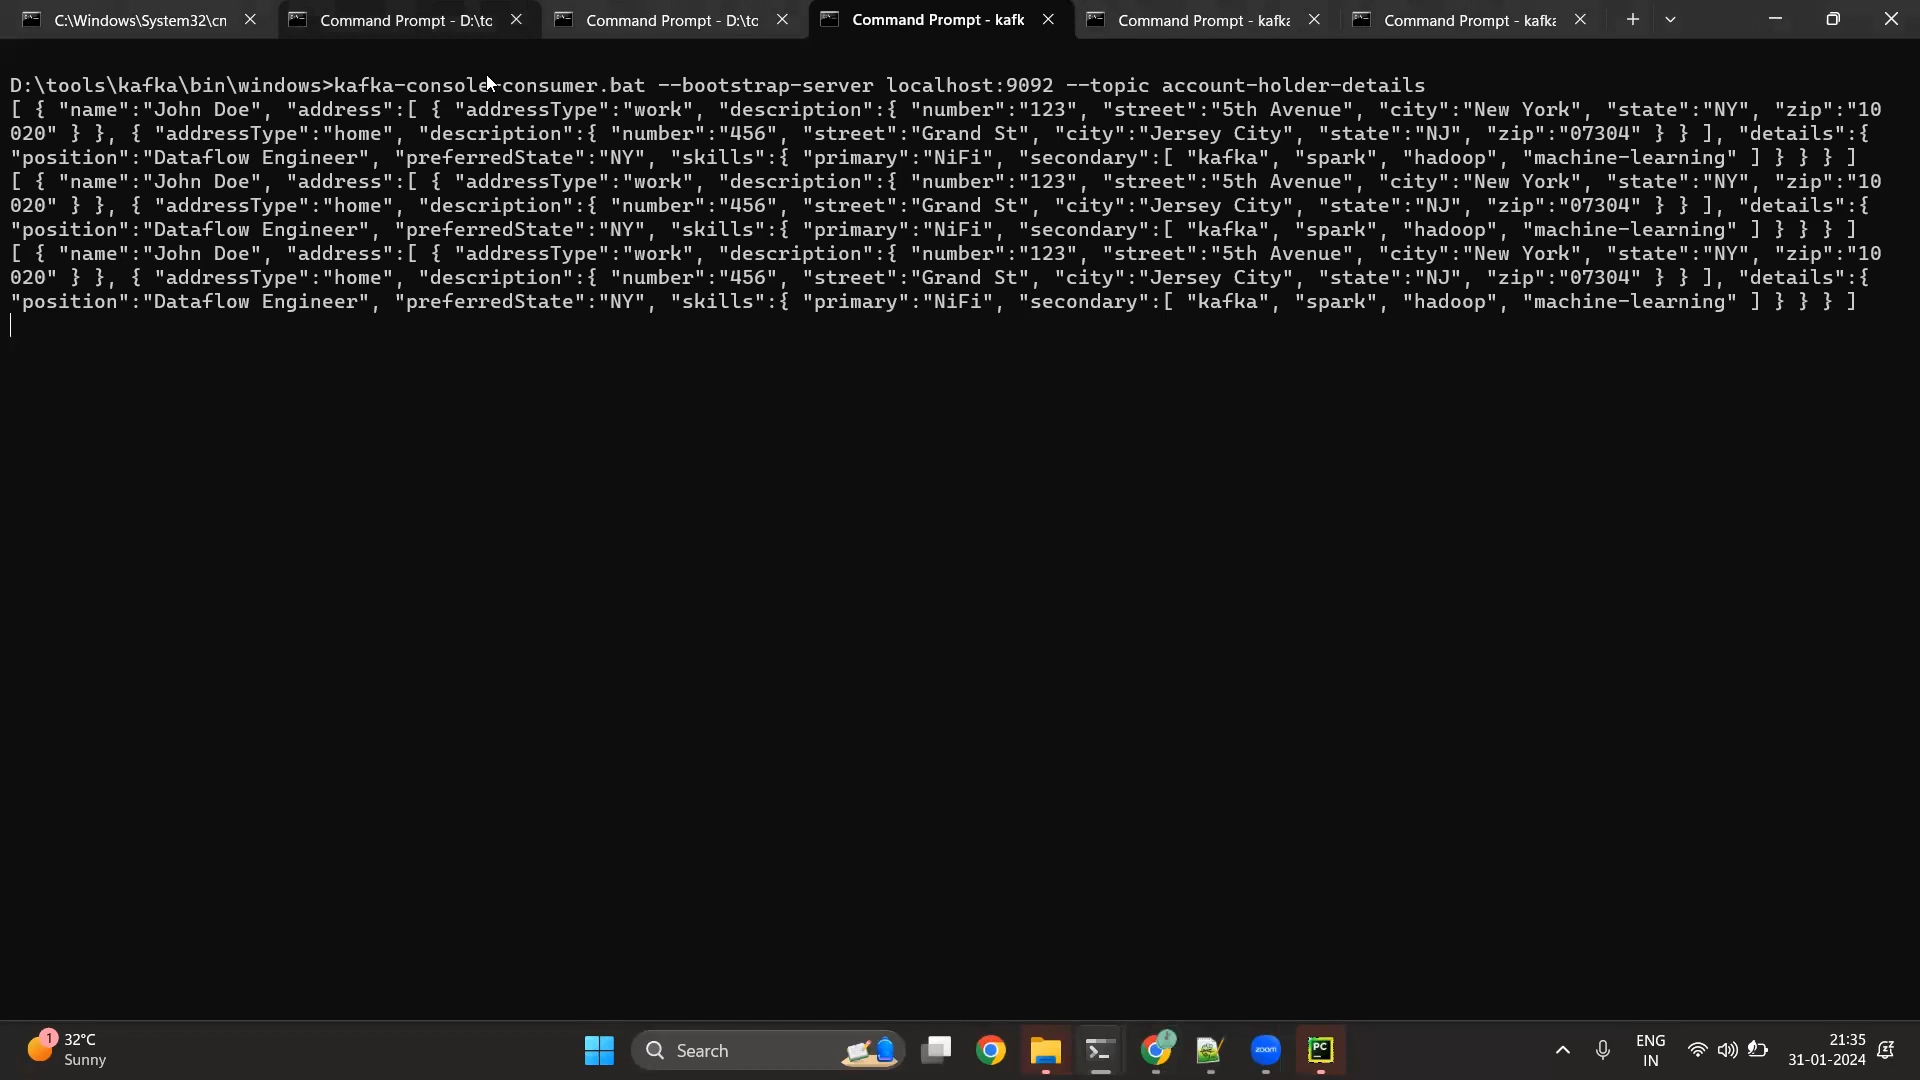 C:\Windows\System32\cn
Command Prompt - D:\to
Command Prompt - D:\to
Command Prompt - kafk
Command Prompt - kafka
Command Prompt - kafka
D:\tools\kafka\bin\windows>kafka-console-consumer.bat --bootstrap-server localhost:9092 --topic account-holder-details
[ { "name":"John Doe", "address":[ { "addressType":"work", "description":{ "number":"123", "street":"5th Avenue", "city":"New York", "state":"NY", "zip":"10
020" } }, { "addressType":"home", "description":{ "number":"456", "street":"Grand St", "city":"Jersey City", "state":"NJ", "zip":"07304" } } ], "details":{
"position":"Dataflow Engineer", "preferredState":"NY", "skills":{ "primary":"NiFi", "secondary":[ "kafka", "spark", "hadoop", "machine-learning" ] } } } ]
[ { "name":"John Doe", "address":[ { "addressType":"work", "description":{ "number":"123", "street":"5th Avenue", "city":"New York", "state":"NY", "zip":"10
020" } }, { "addressType":"home", "description":{ "number":"456", "street":"Grand St", "city":"Jersey City", "state":"NJ", "zip":"07304" } } ], "details":{
"position":"Dataflow Engineer", "preferredState":"NY", "skills":{ "primary":"NiFi", "secondary":[ "kafka", "spark", "hadoop", "machine-learning" ] } } } ]
[ { "name":"John Doe", "address":[ { "addressType":"work", "description":{ "number":"123", "street":"5th Avenue", "city":"New York", "state":"NY", "zip":"10
020" } }, { "addressType":"home", "description":{ "number":"456", "street":"Grand St", "city":"Jersey City", "state":"NJ", "zip":"07304" } } ], "details":{
"position":"Dataflow Engineer", "preferredState":"NY", "skills":{ "primary":"NiFi", "secondary":[ "kafka", "spark", "hadoop", "machine-learning" ] } } } ]
1
32°C
Sunny
Search
zoom
PC
ENG
IN
21:35
31-01-2024